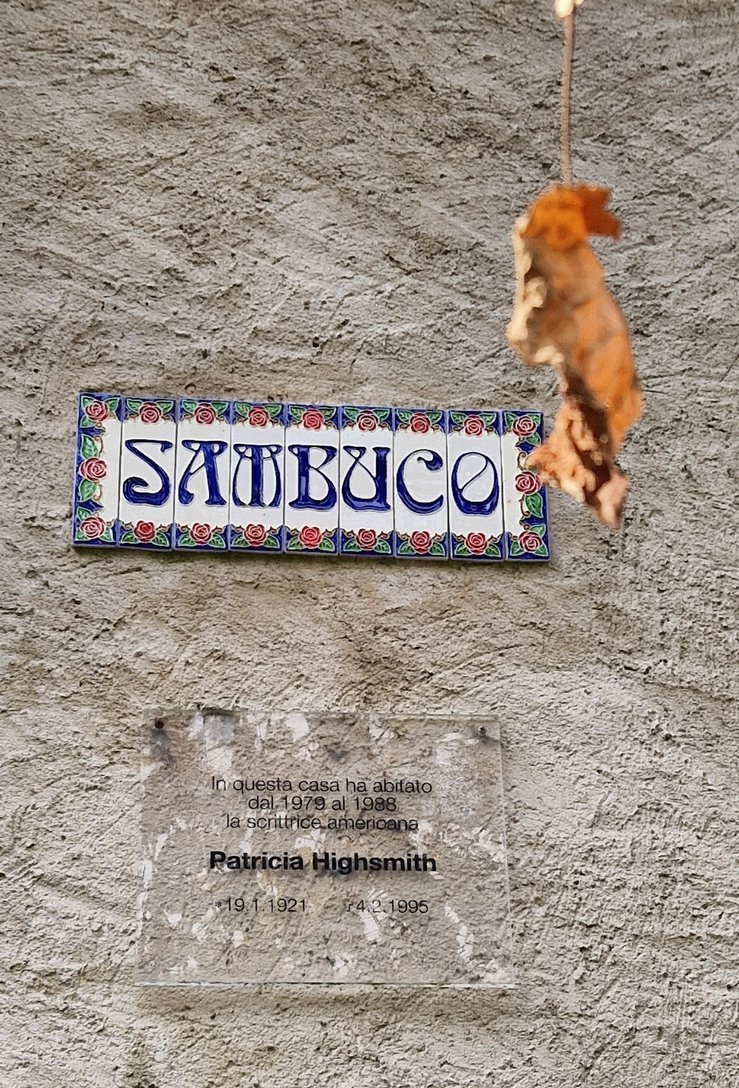 SAMBUCO
In questa casa ha abitato
dal 1979 al 1988
la scrittrice americana
Patricia Highsmith
*19.1.1921 †4.2.1995